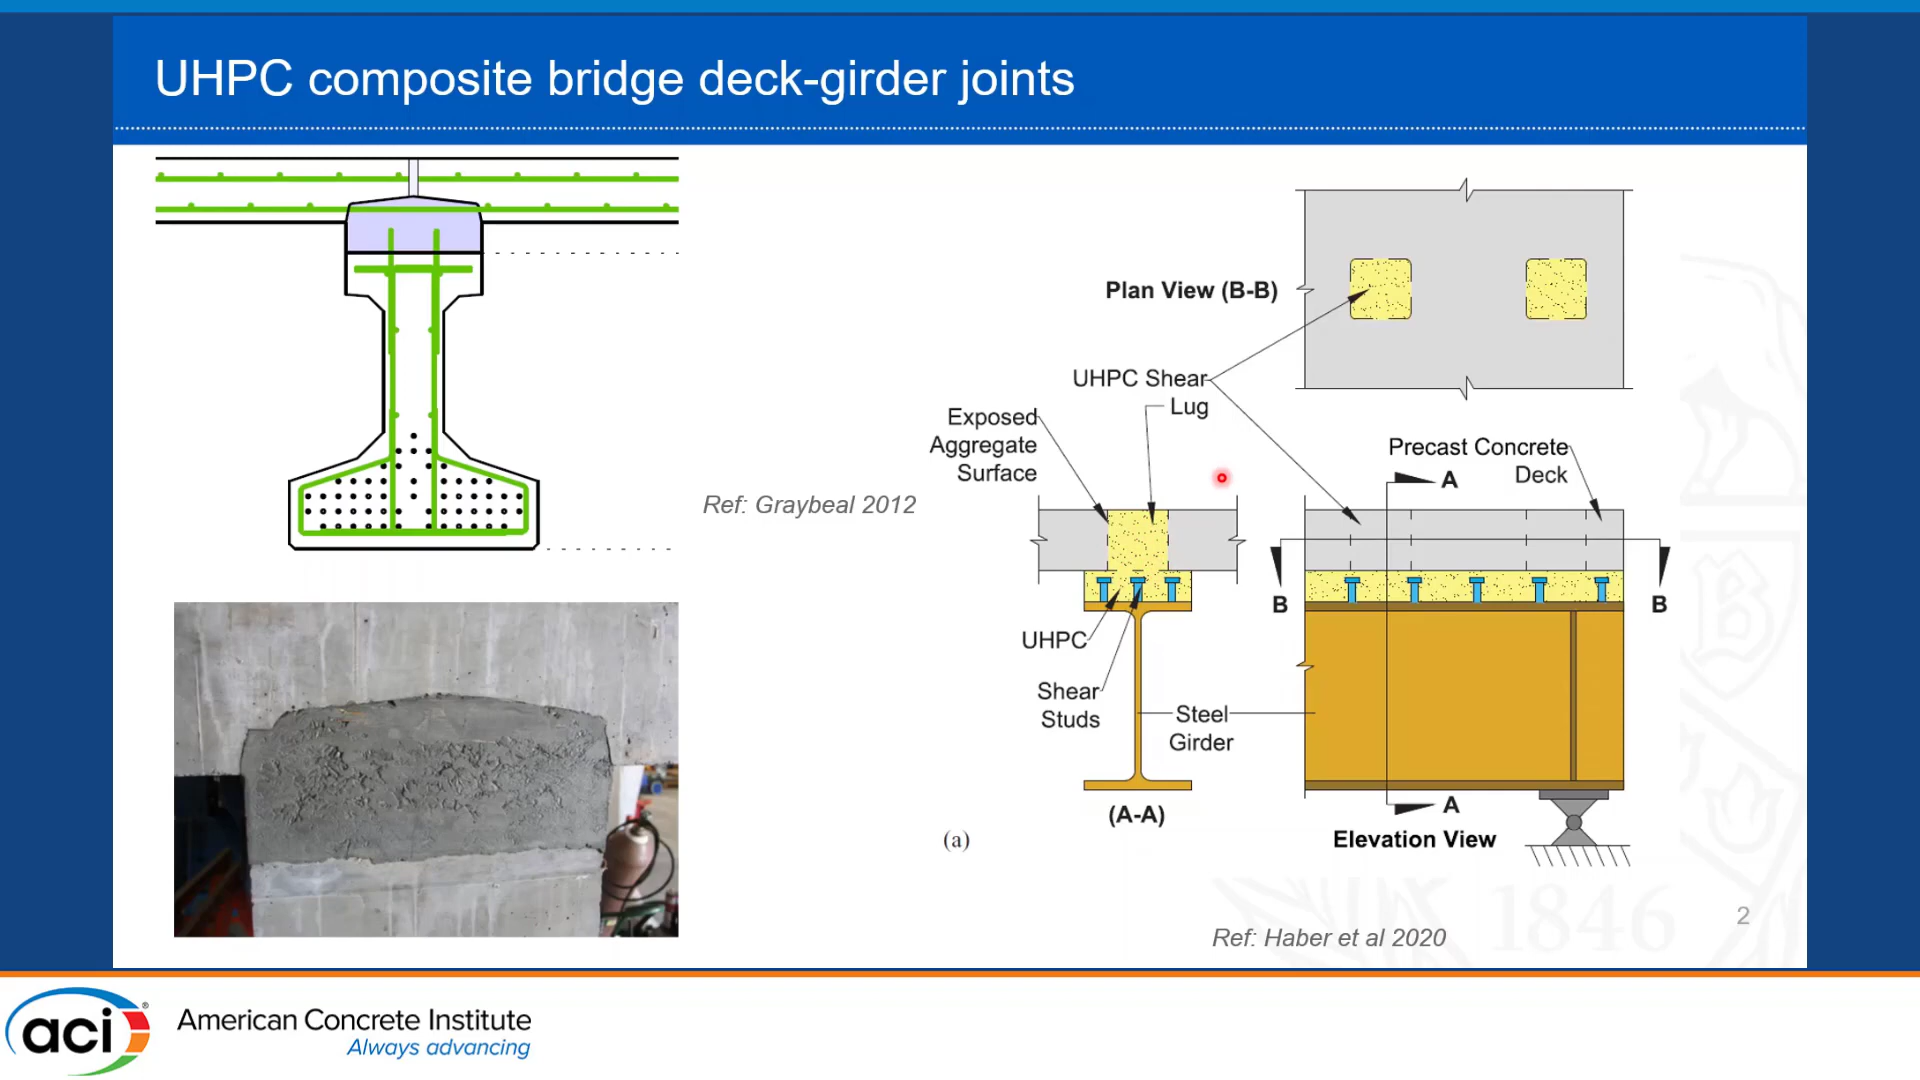 UHPC composite bridge deck-girder joints
Ref: Graybeal 2012
Plan View (B-B)
UHPC Shear
Lug
Exposed
Aggregate
Surface
Precast Concrete
Deck
A
B
B
UHPC
Shear
Studs
Steel
Girder
A
(A-A)
Elevation View
(a)
Ref: Haber et al 2020
1846
2
aci®
American Concrete Institute
Always advancing